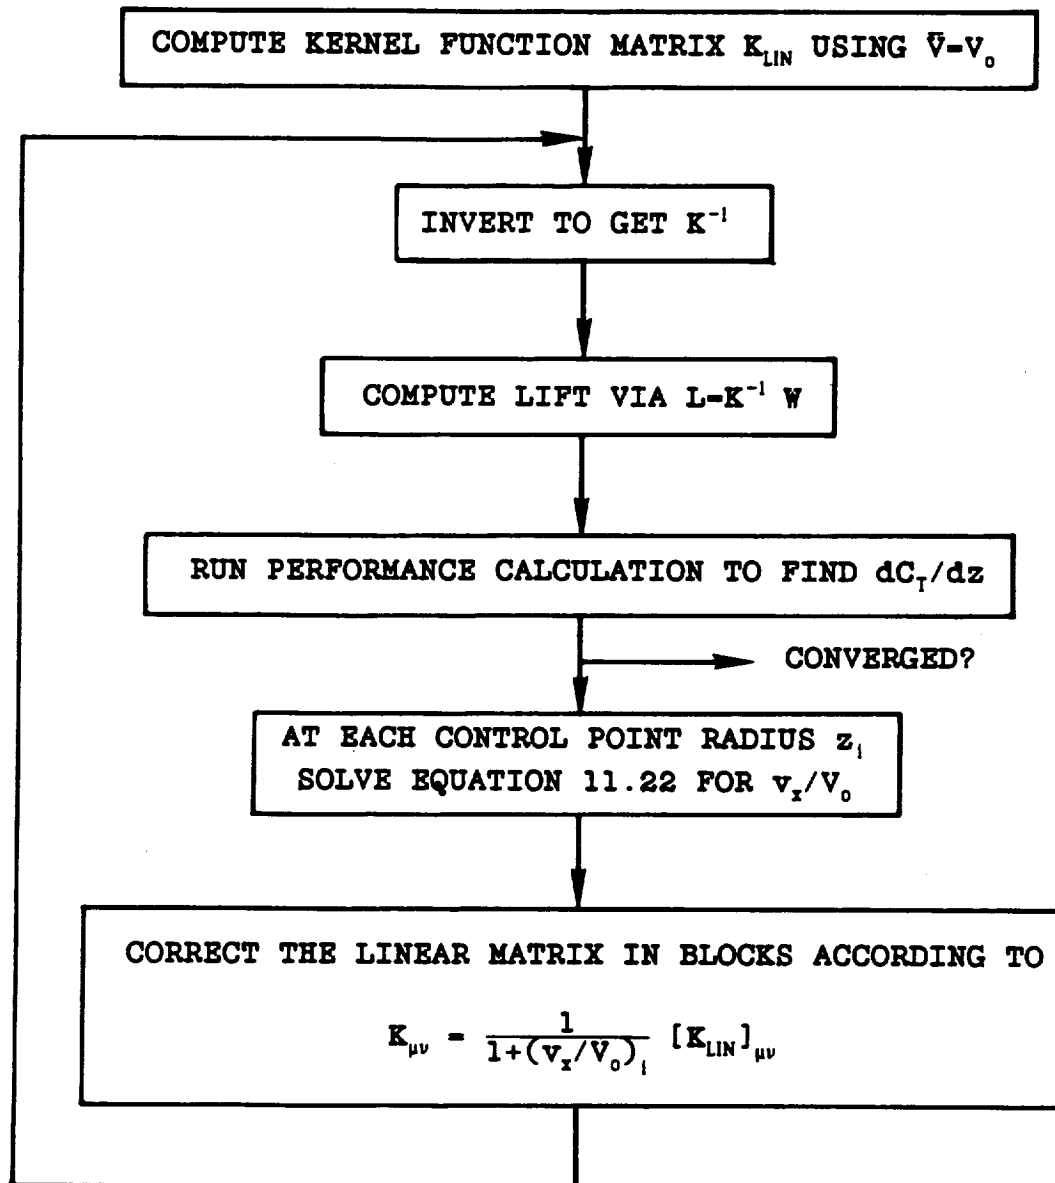 COMPUTE KERNEL FUNCTION MATRIX K_LIN USING V̄=V₀
INVERT TO GET K⁻¹
COMPUTE LIFT VIA L=K⁻¹ W
RUN PERFORMANCE CALCULATION TO FIND dC_T/dz
CONVERGED?
AT EACH CONTROL POINT RADIUS z_i
SOLVE EQUATION 11.22 FOR v_x/V₀
CORRECT THE LINEAR MATRIX IN BLOCKS ACCORDING TO
K_μν = 1/(1+(v_x/V₀)_i) [K_LIN]_μν